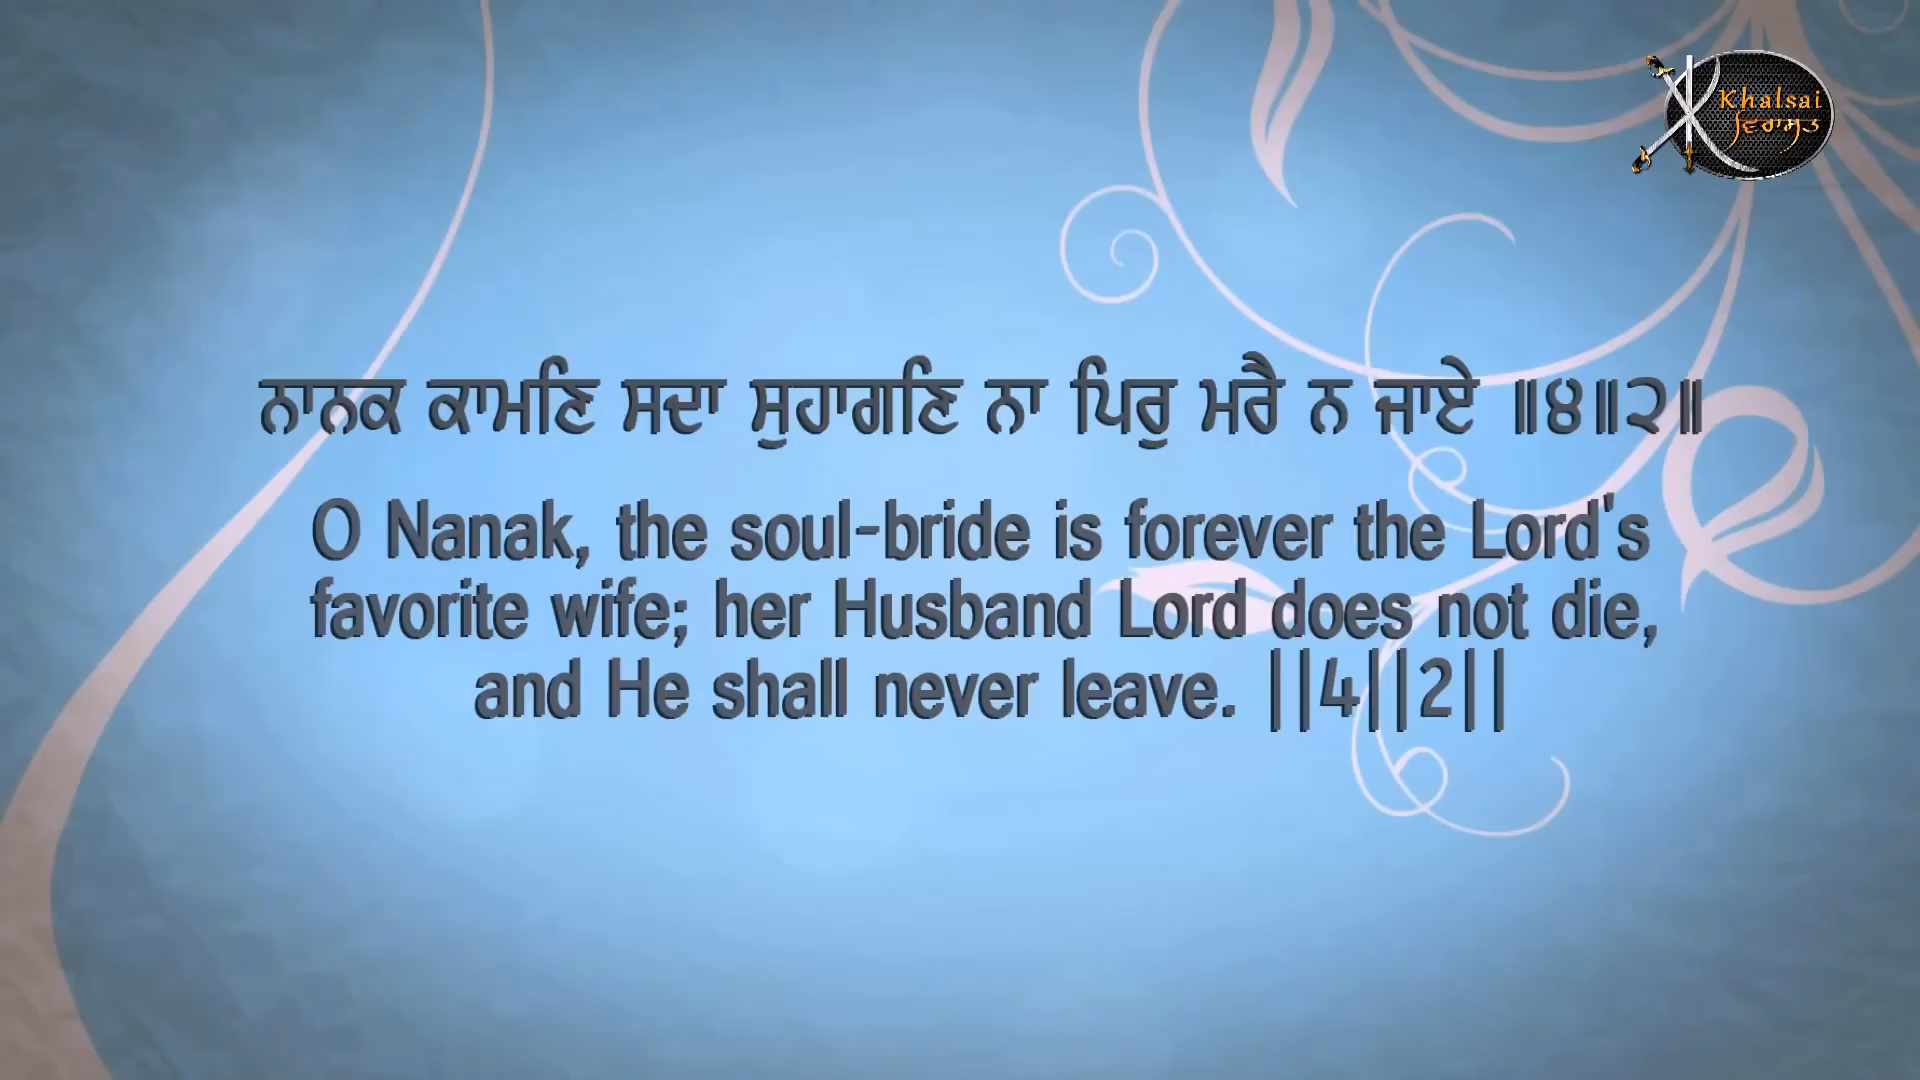 Khalsai
ਵਿਰਾਸਤ
ਨਾਨਕ ਕਾਮਣਿ ਸਦਾ ਸੁਹਾਗਣਿ ਨਾ ਪਿਰੁ ਮਰੈ ਨ ਜਾਏ ॥੪॥੨॥
O Nanak, the soul-bride is forever the Lord's
favorite wife; her Husband Lord does not die,
and He shall never leave. ||4||2||